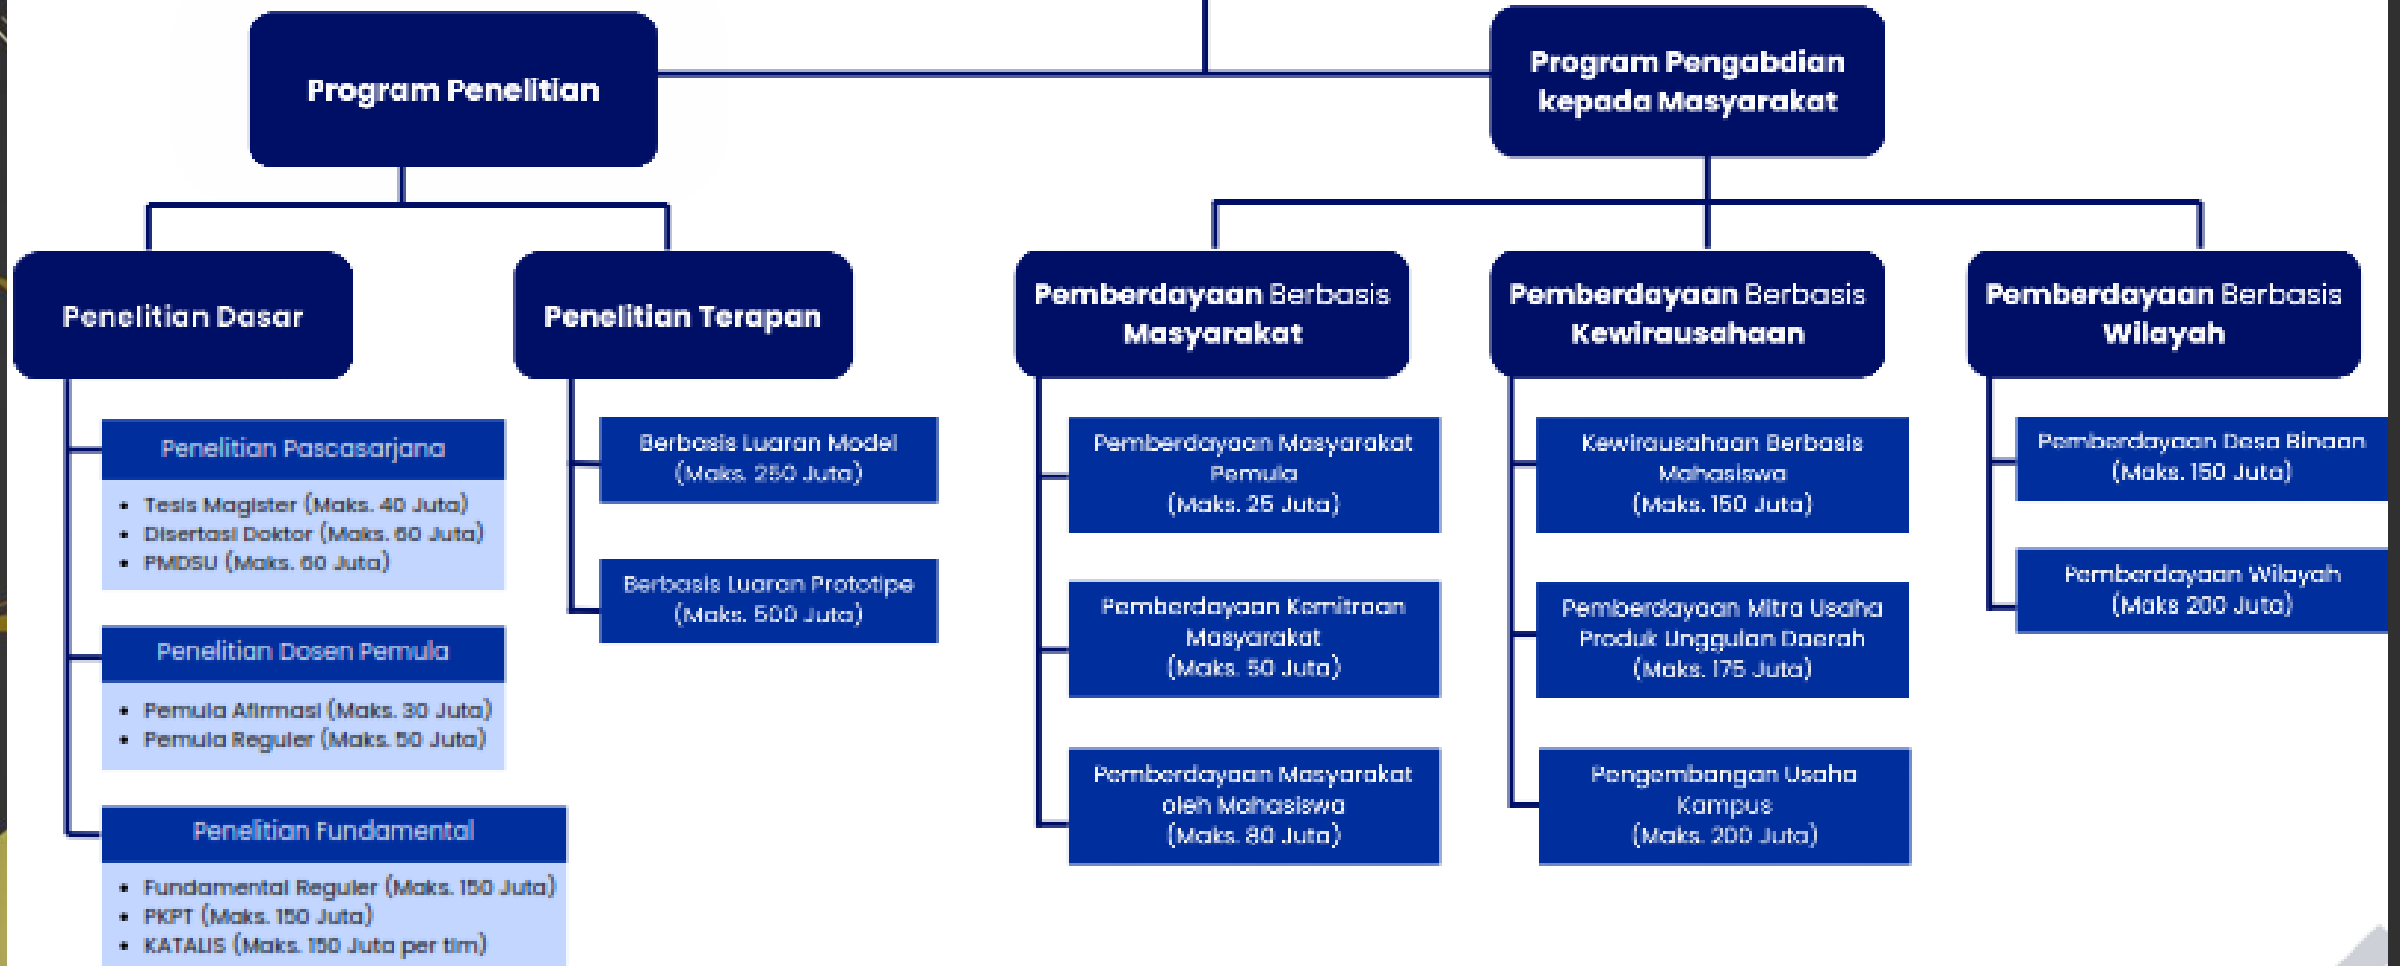 Program Penelitian
Program Pengabdian
kepada Masyarakat
Penelitian Dasar
Penelitian Pascasarjana
• Tesis Magister (Maks. 40 Juta)
• Disertasi Doktor (Maks. 60 Juta)
• PMDSU (Maks. 60 Juta)
Penelitian Dosen Pemula
• Pemula Afirmasi (Maks. 30 Juta)
• Pemula Reguler (Maks. 50 Juta)
Penelitian Fundamental
• Fundamental Reguler (Maks. 150 Juta)
• PKPT (Maks. 150 Juta)
• KATALIS (Maks. 150 Juta per tim)
Penelitian Terapan
Berbasis Luaran Model
(Maks. 250 Juta)
Berbasis Luaran Prototipe
(Maks. 500 Juta)
Pemberdayaan Berbasis
Masyarakat
Pemberdayaan Masyarakat
Pemula
(Maks. 25 Juta)
Pemberdayaan Kemitraan
Masyarakat
(Maks. 50 Juta)
Pemberdayaan Masyarakat
oleh Mahasiswa
(Maks. 80 Juta)
Pemberdayaan Berbasis
Kewirausahaan
Kewirausahaan Berbasis
Mahasiswa
(Maks. 150 Juta)
Pemberdayaan Mitra Usaha
Produk Unggulan Daerah
(Maks. 175 Juta)
Pengembangan Usaha
Kampus
(Maks. 200 Juta)
Pemberdayaan Berbasis
Wilayah
Pemberdayaan Desa Binaan
(Maks. 150 Juta)
Pemberdayaan Wilayah
(Maks 200 Juta)